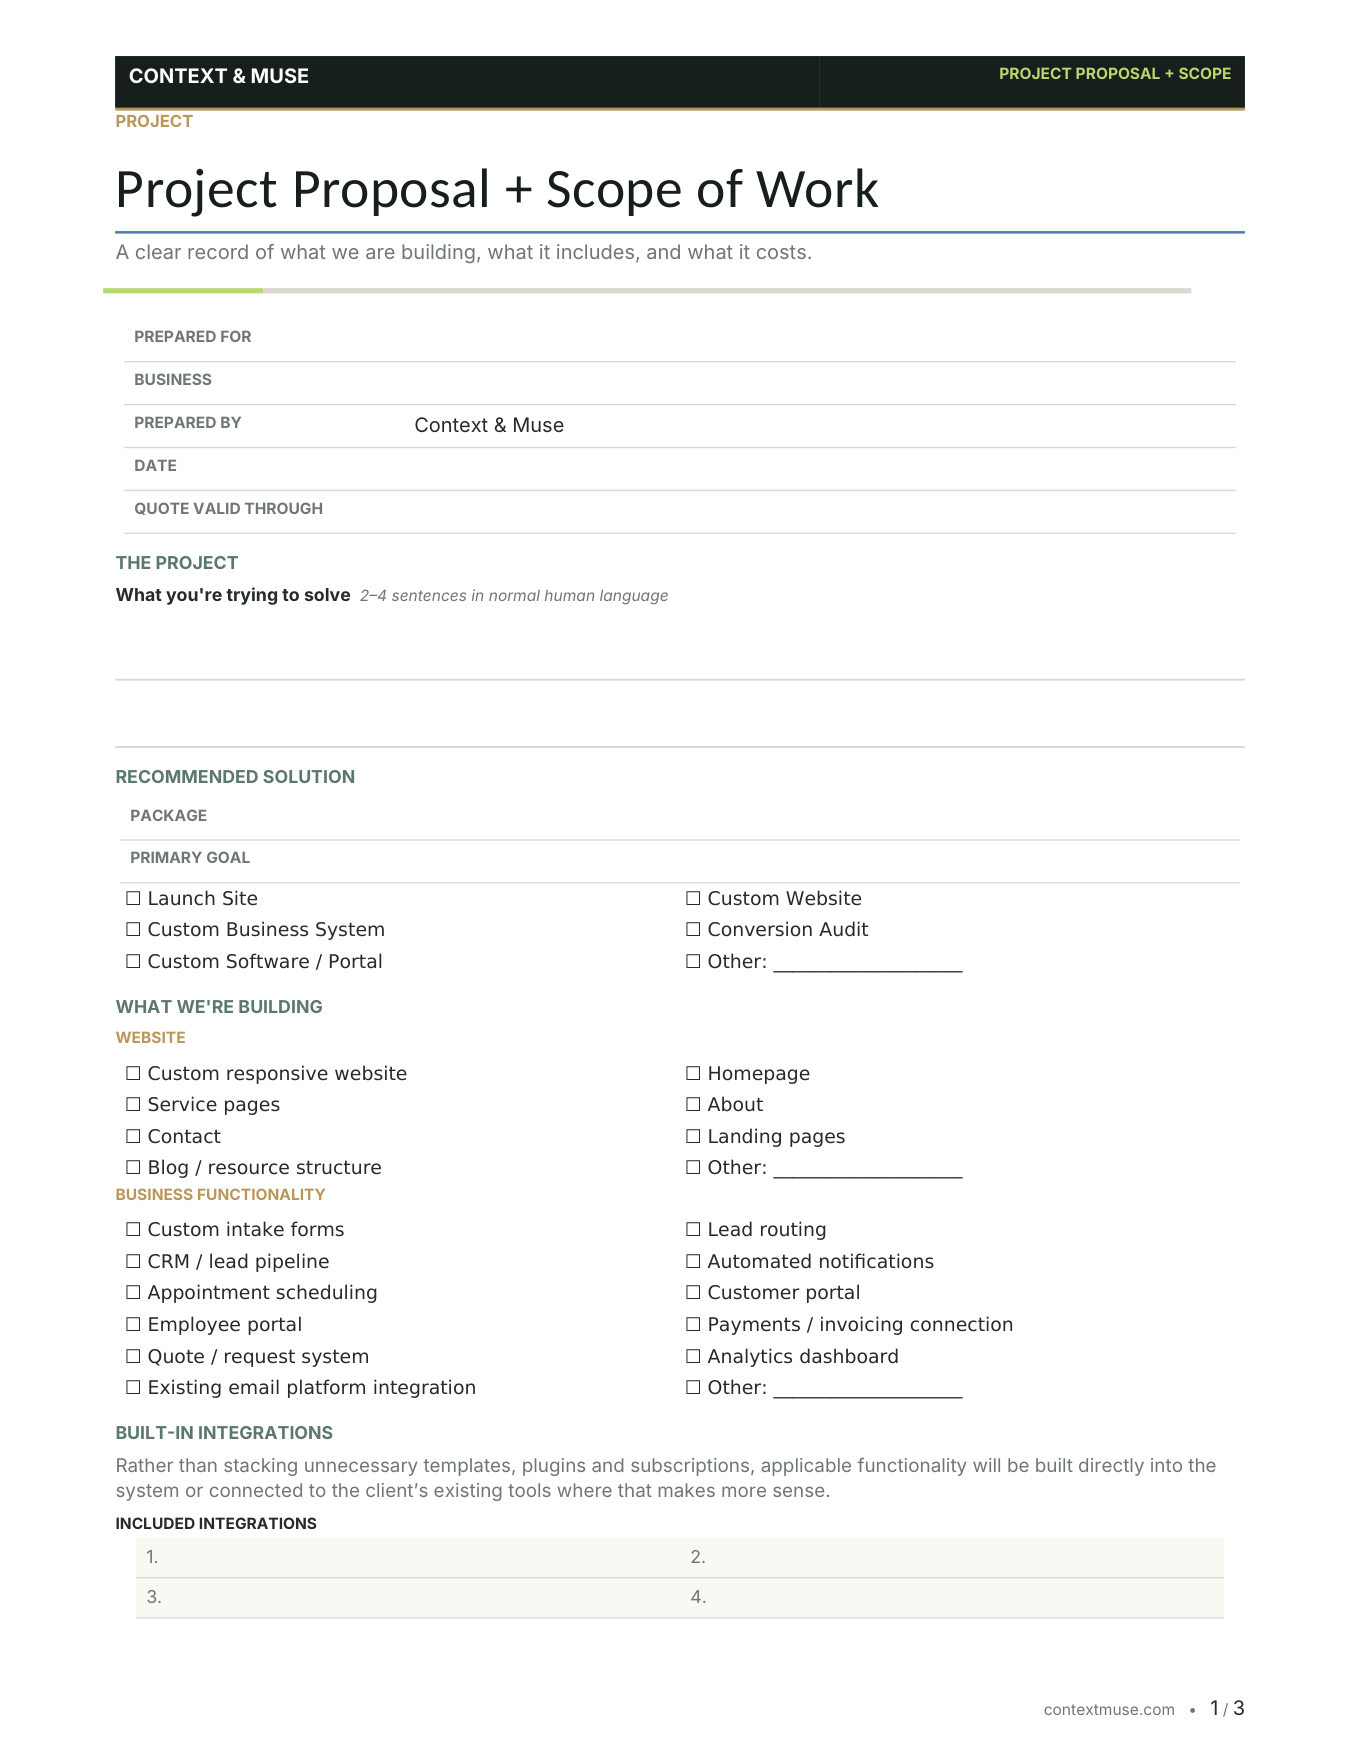 CONTEXT & MUSE
PROJECT PROPOSAL + SCOPE
PROJECT
Project Proposal + Scope of Work
A clear record of what we are building, what it includes, and what it costs.
PREPARED FOR
BUSINESS
PREPARED BY Context & Muse
DATE
QUOTE VALID THROUGH
THE PROJECT
What you're trying to solve 2–4 sentences in normal human language
RECOMMENDED SOLUTION
PACKAGE
PRIMARY GOAL
☐ Launch Site ☐ Custom Website
☐ Custom Business System ☐ Conversion Audit
☐ Custom Software / Portal ☐ Other: ____________________
WHAT WE'RE BUILDING
WEBSITE
☐ Custom responsive website ☐ Homepage
☐ Service pages ☐ About
☐ Contact ☐ Landing pages
☐ Blog / resource structure ☐ Other: ____________________
BUSINESS FUNCTIONALITY
☐ Custom intake forms ☐ Lead routing
☐ CRM / lead pipeline ☐ Automated notifications
☐ Appointment scheduling ☐ Customer portal
☐ Employee portal ☐ Payments / invoicing connection
☐ Quote / request system ☐ Analytics dashboard
☐ Existing email platform integration ☐ Other: ____________________
BUILT-IN INTEGRATIONS
Rather than stacking unnecessary templates, plugins and subscriptions, applicable functionality will be built directly into the
system or connected to the client’s existing tools where that makes more sense.
INCLUDED INTEGRATIONS
1. 2.
3. 4.
contextmuse.com • 1 / 3